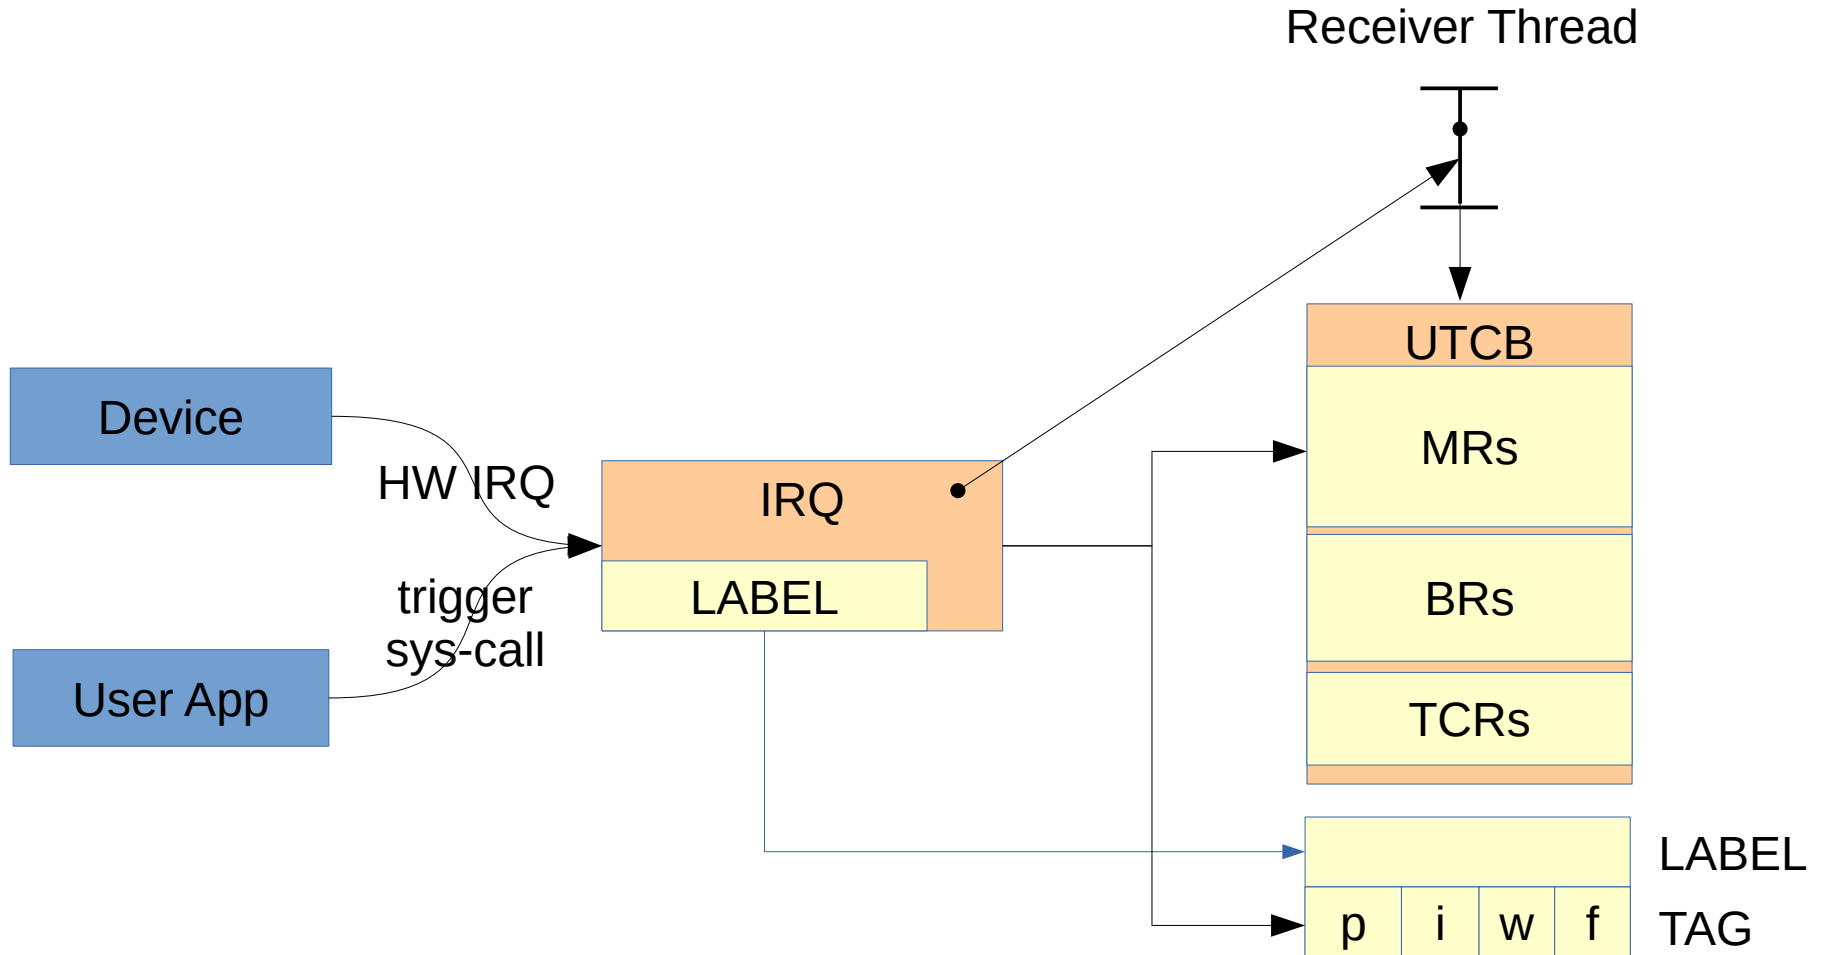 Receiver Thread
UTCB
Device
MRs
HW IRQ
IRQ
trigger
sys-call
LABEL
BRs
User App
TCRs
LABEL
p i w f
TAG